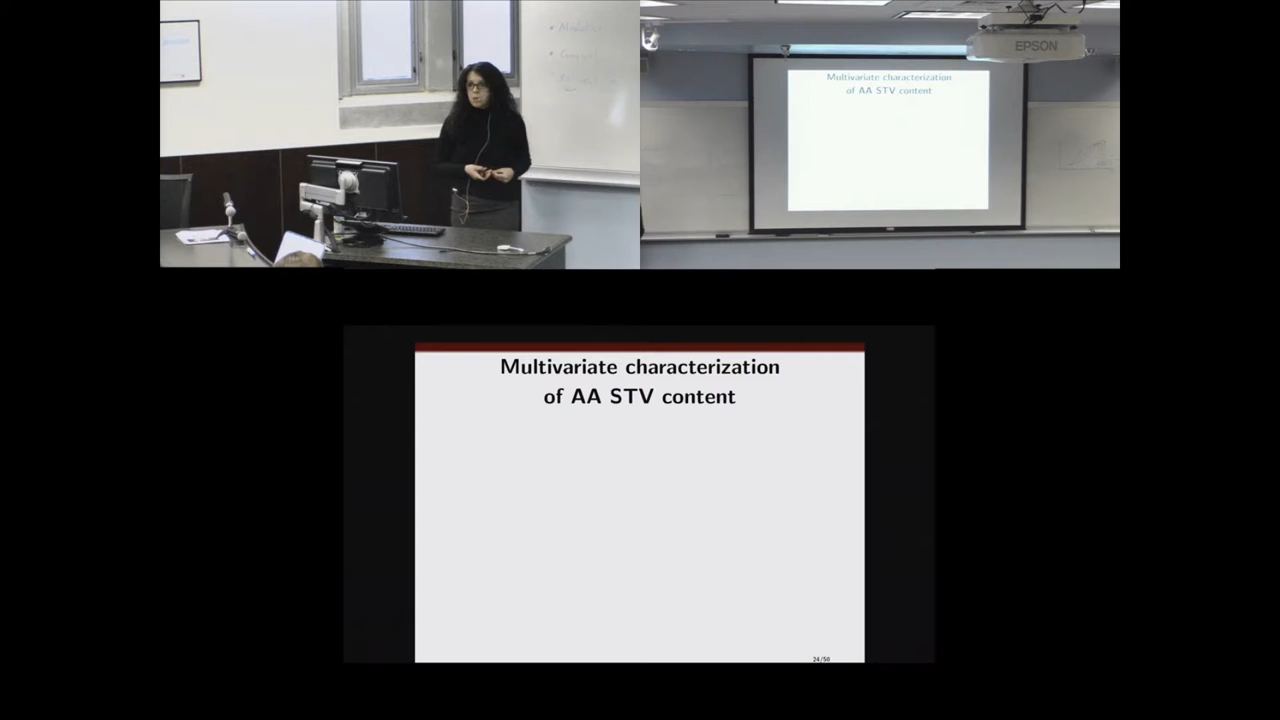 EPSON
Multivariate characterization
of AA STV content
Multivariate characterization
of AA STV content
24/50